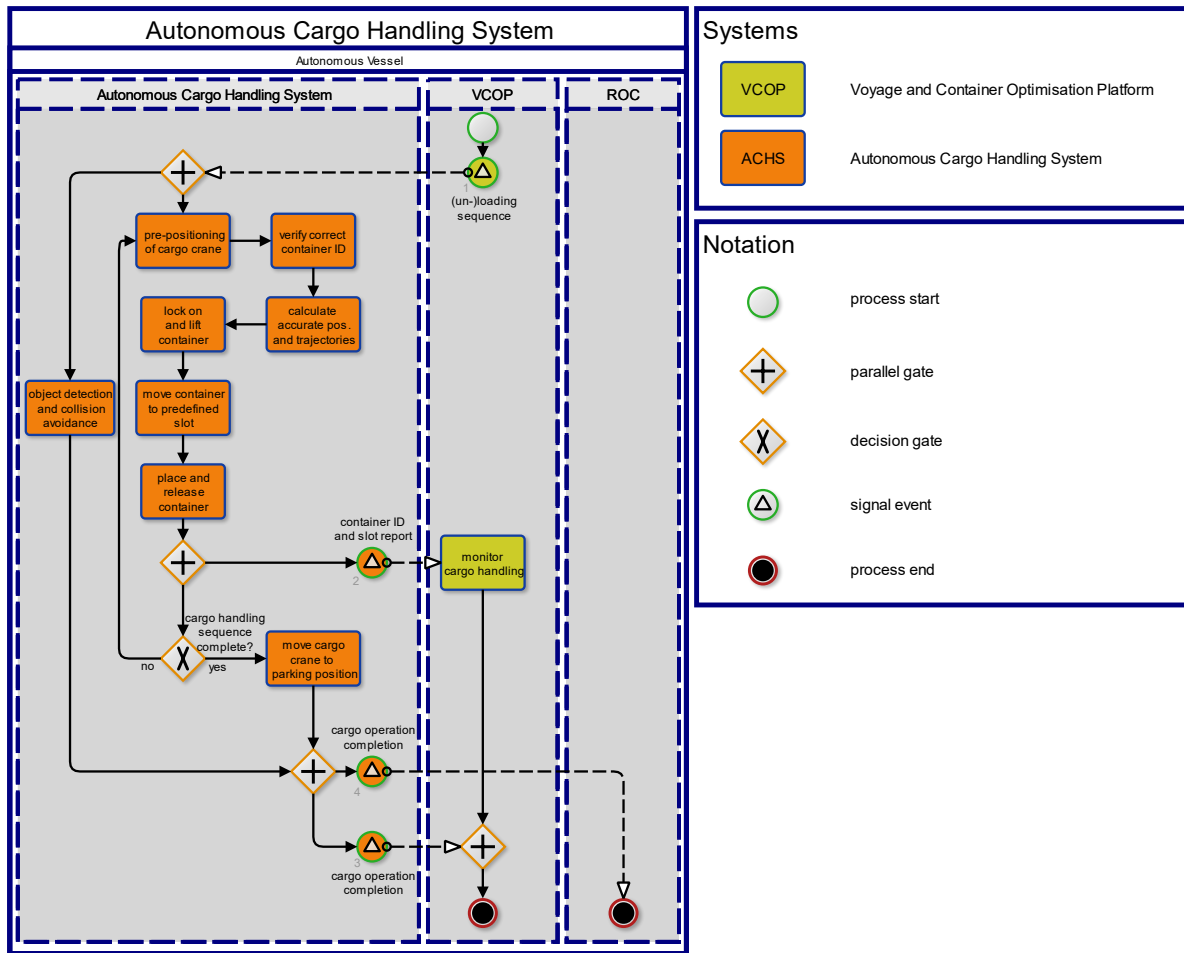 Autonomous Cargo Handling System
Autonomous Vessel
Autonomous Cargo Handling System
VCOP
ROC
1
(un-)loading
sequence
pre-positioning
of cargo crane
verify correct
container ID
lock on
and lift
container
calculate
accurate pos.
and trajectories
object detection
and collision
avoidance
move container
to predefined
slot
place and
release
container
container ID
and slot report
2
monitor
cargo handling
cargo handling
sequence
complete?
no
yes
move cargo
crane to
parking position
cargo operation
completion
4
3
cargo operation
completion
Systems
VCOP
Voyage and Container Optimisation Platform
ACHS
Autonomous Cargo Handling System
Notation
process start
parallel gate
decision gate
signal event
process end